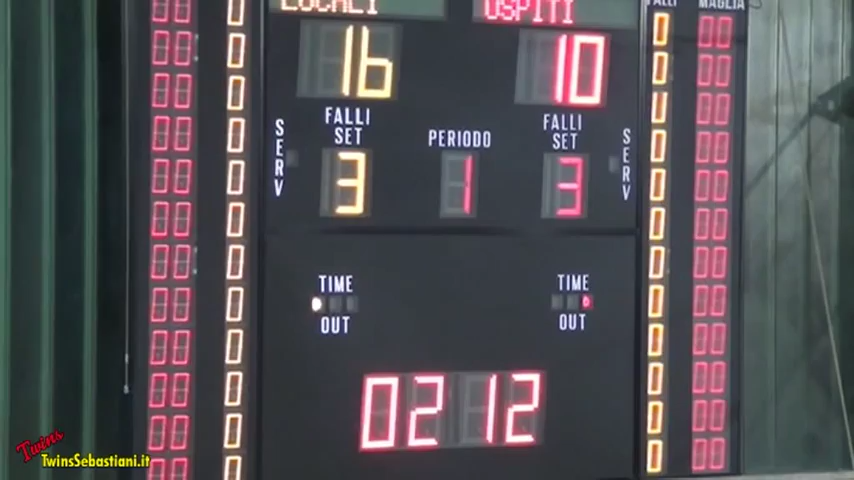 LOCALI OSPITI FALLI MAGLIA
16 10
FALLI SET FALLI SET
SERV PERIODO SERV
3 1 3
TIME OUT TIME OUT
02 12
Twins
TwinsSebastiani.it